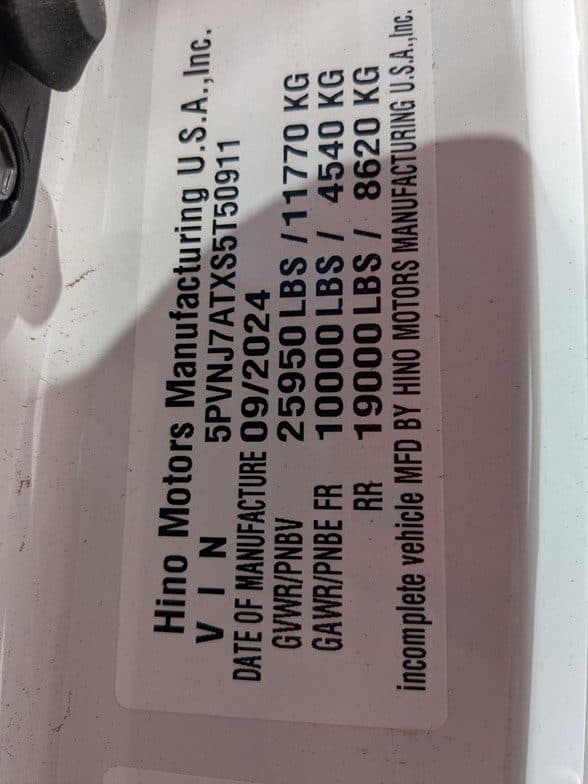 Hino Motors Manufacturing U.S.A.,Inc.
V I N 5PVNJ7ATXS5T50911
DATE OF MANUFACTURE 09/2024
GVWR/PNBV 25950 LBS / 11770 KG
GAWR/PNBE FR 10000 LBS / 4540 KG
RR 19000 LBS / 8620 KG
incomplete vehicle MFD BY HINO MOTORS MANUFACTURING U.S.A.,Inc.